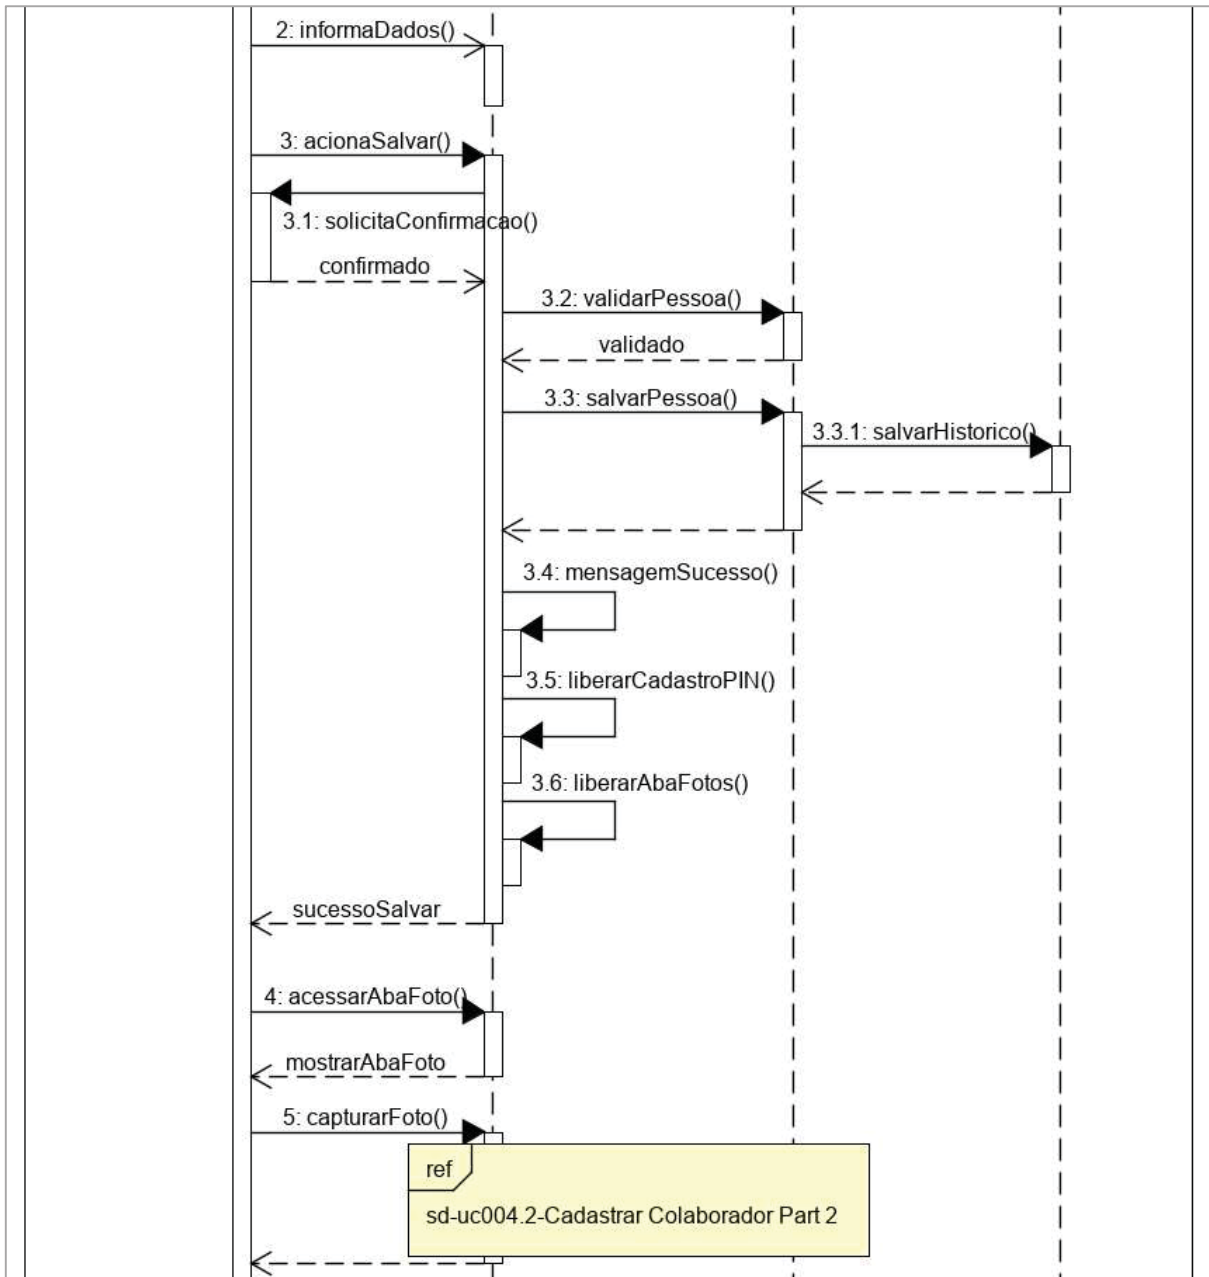 2: informaDados()
3: acionaSalvar()
3.1: solicitaConfirmacao()
confirmado
3.2: validarPessoa()
validado
3.3: salvarPessoa()
3.3.1: salvarHistorico()
3.4: mensagemSucesso()
3.5: liberarCadastroPIN()
3.6: liberarAbaFotos()
sucessoSalvar
4: acessarAbaFoto()
mostrarAbaFoto
5: capturarFoto()
ref
sd-uc004.2-Cadastrar Colaborador Part 2